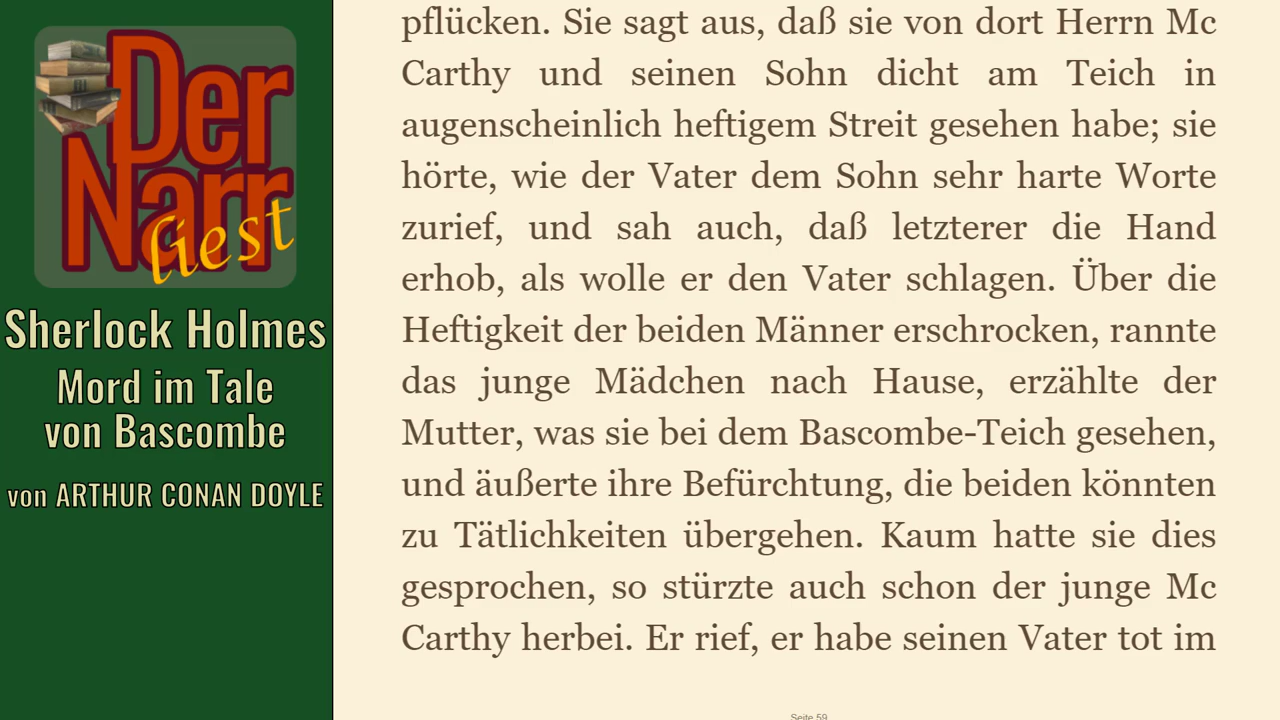 Der
Narr
liest
Sherlock Holmes
Mord im Tale
von Bascombe
von ARTHUR CONAN DOYLE
pflücken. Sie sagt aus, daß sie von dort Herrn Mc
Carthy und seinen Sohn dicht am Teich in
augenscheinlich heftigem Streit gesehen habe; sie
hörte, wie der Vater dem Sohn sehr harte Worte
zurief, und sah auch, daß letzterer die Hand
erhob, als wolle er den Vater schlagen. Über die
Heftigkeit der beiden Männer erschrocken, rannte
das junge Mädchen nach Hause, erzählte der
Mutter, was sie bei dem Bascombe-Teich gesehen,
und äußerte ihre Befürchtung, die beiden könnten
zu Tätlichkeiten übergehen. Kaum hatte sie dies
gesprochen, so stürzte auch schon der junge Mc
Carthy herbei. Er rief, er habe seinen Vater tot im
Seite 59